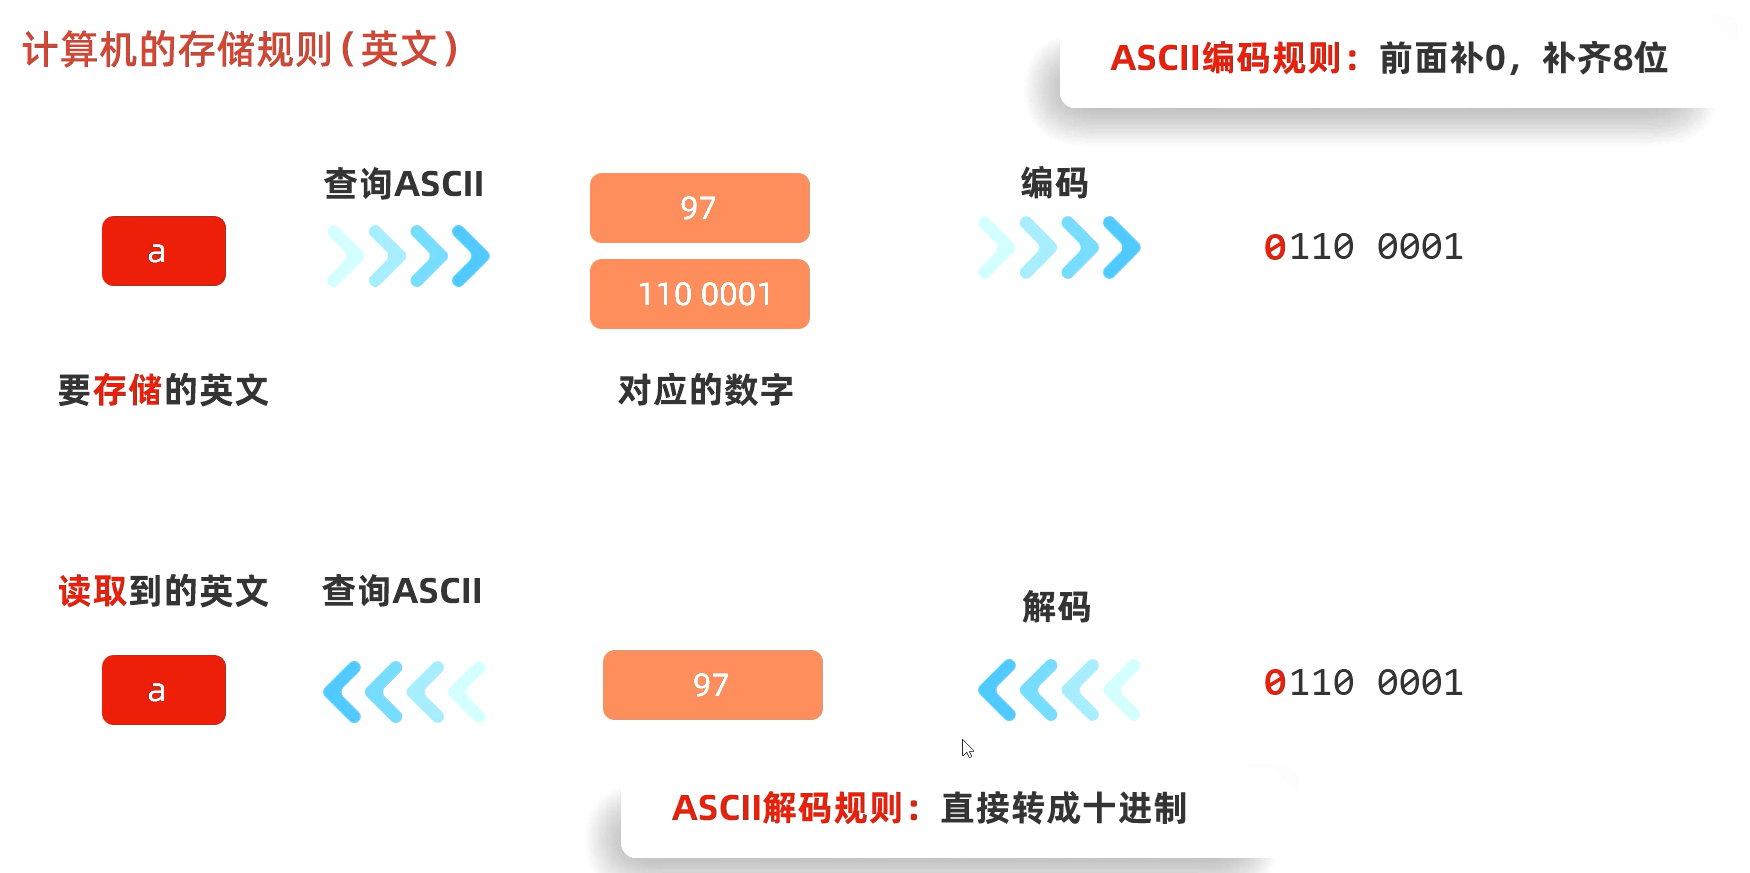 计算机的存储规则(英文)
ASCII编码规则：前面补0，补齐8位
查询ASCII
编码
a
97
110 0001
0110 0001
要存储的英文
对应的数字
读取到的英文
查询ASCII
解码
a
97
0110 0001
ASCII解码规则：直接转成十进制